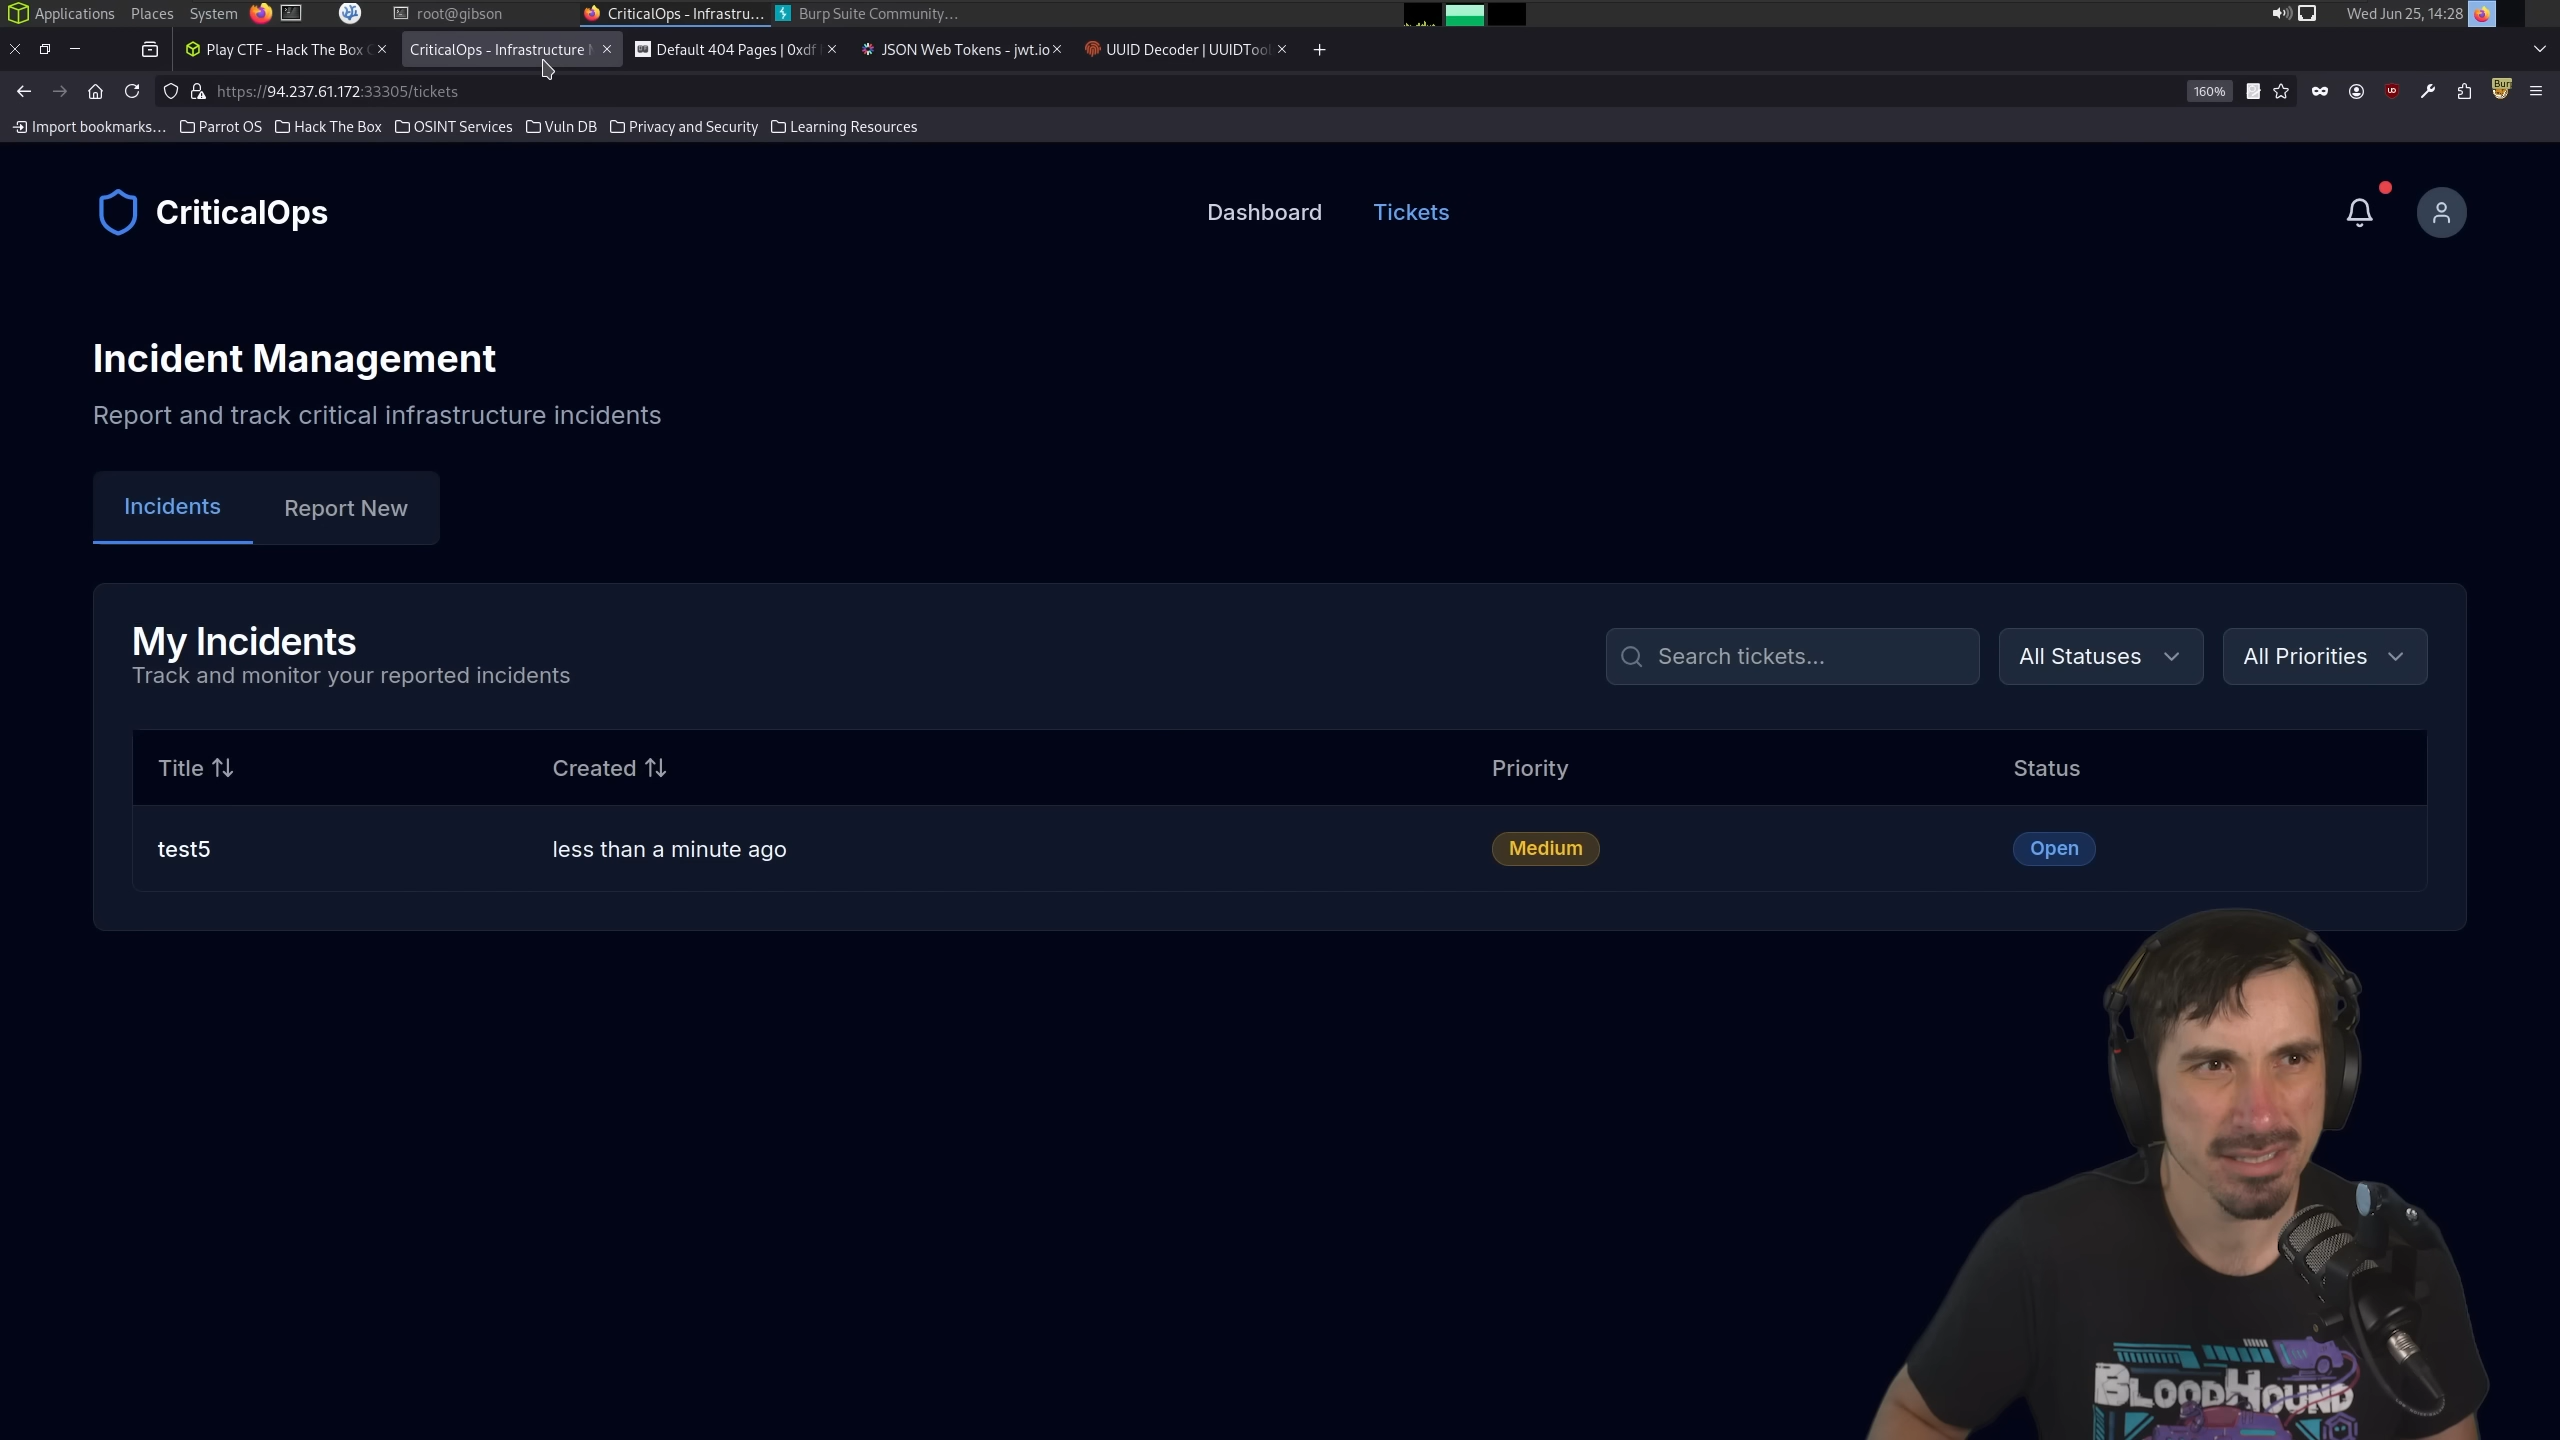 Applications Places System root@gibson CriticalOps - Infrastru... Burp Suite Community... Wed Jun 25, 14:28
Play CTF - Hack The Box CriticalOps - Infrastructure Default 404 Pages | 0xdf JSON Web Tokens - jwt.io UUID Decoder | UUIDTool
https://94.237.61.172:33305/tickets 160%
Import bookmarks... Parrot OS Hack The Box OSINT Services Vuln DB Privacy and Security Learning Resources
CriticalOps Dashboard Tickets
Incident Management
Report and track critical infrastructure incidents
Incidents Report New
My Incidents
Track and monitor your reported incidents
Search tickets... All Statuses All Priorities
Title Created Priority Status
test5 less than a minute ago Medium Open
BLOODHOUND